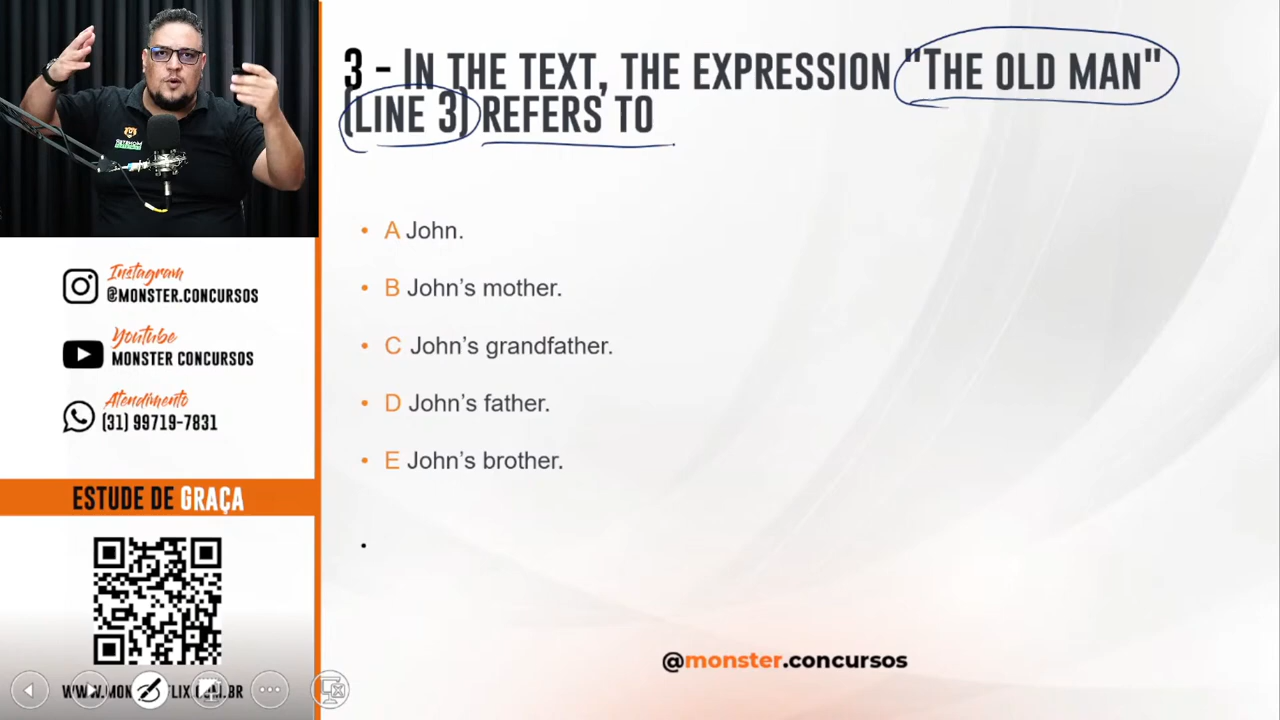 3 - IN THE TEXT, THE EXPRESSION "THE OLD MAN"
(LINE 3) REFERS TO
• A John.
• B John’s mother.
• C John’s grandfather.
• D John’s father.
• E John’s brother.
Instagram
@MONSTER.CONCURSOS
Youtube
MONSTER CONCURSOS
Atendimento
(31) 99719-7831
ESTUDE DE GRAÇA
@monster.concursos